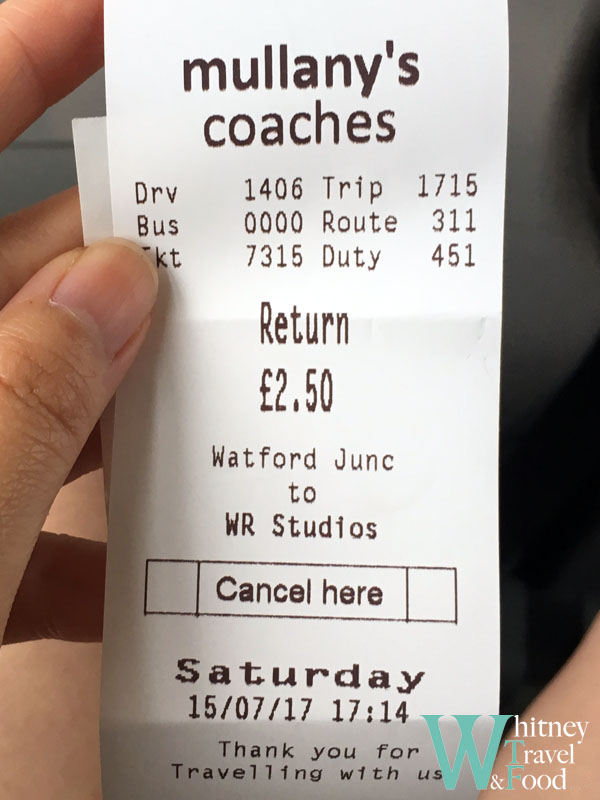 mullany's
coaches
Drv 1406 Trip 1715
Bus 0000 Route 311
kt 7315 Duty 451
Return
£2.50
Watford Junc
to
WR Studios
Cancel here
Saturday
15/07/17 17:14
Thank you for
Travelling with us
Whitney
Travel
&Food